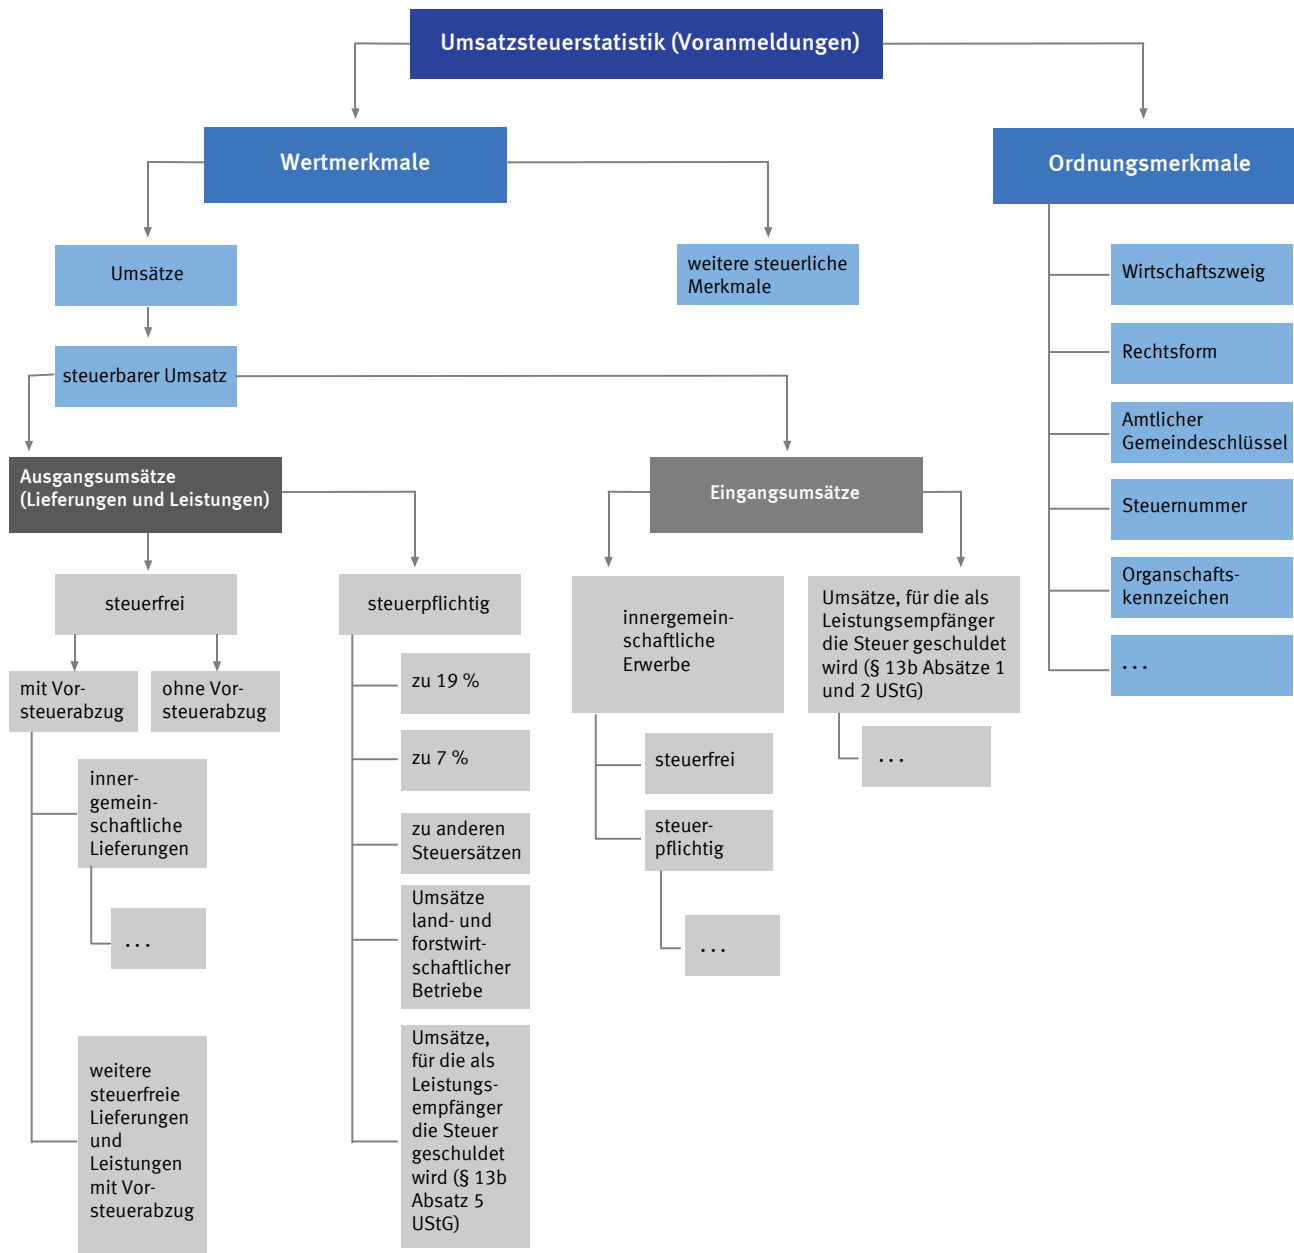 Umsatzsteuerstatistik (Voranmeldungen)
Wertmerkmale
Ordnungsmerkmale
Umsätze
weitere steuerliche
Merkmale
Wirtschaftszweig
Rechtsform
Amtlicher
Gemeindeschlüssel
Steuernummer
Organschafts-
kennzeichen
...
steuerbarer Umsatz
Ausgangsumsätze
(Lieferungen und Leistungen)
Eingangsumsätze
steuerfrei
mit Vor-
steuerabzug
ohne Vor-
steuerabzug
inner-
gemein-
schaftliche
Lieferungen
...
weitere
steuerfreie
Lieferungen
und
Leistungen
mit Vor-
steuerabzug
steuerpflichtig
zu 19 %
zu 7 %
zu anderen
Steuersätzen
Umsätze
land- und
forstwirt-
schaftlicher
Betriebe
Umsätze,
für die als
Leistungs-
empfänger
die Steuer
geschuldet
wird (§ 13b
Absatz 5
UStG)
innergemein-
schaftliche
Erwerbe
steuerfrei
steuer-
pflichtig
...
Umsätze, für die als
Leistungsempfänger
die Steuer geschuldet
wird (§ 13b Absätze 1
und 2 UStG)
...